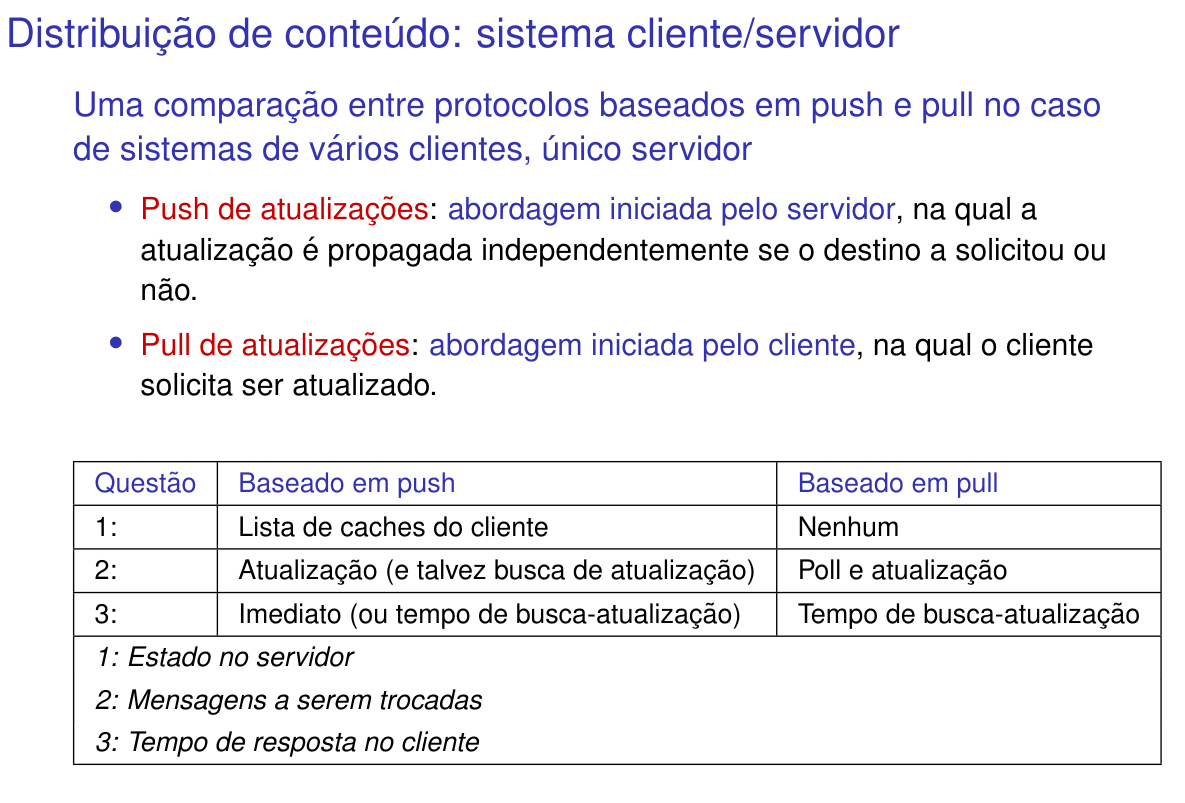 Distribuição de conteúdo: sistema cliente/servidor
Uma comparação entre protocolos baseados em push e pull no caso
de sistemas de vários clientes, único servidor
• Push de atualizações: abordagem iniciada pelo servidor, na qual a
atualização é propagada independentemente se o destino a solicitou ou
não.
• Pull de atualizações: abordagem iniciada pelo cliente, na qual o cliente
solicita ser atualizado.
Questão Baseado em push Baseado em pull
1: Lista de caches do cliente Nenhum
2: Atualização (e talvez busca de atualização) Poll e atualização
3: Imediato (ou tempo de busca-atualização) Tempo de busca-atualização
1: Estado no servidor
2: Mensagens a serem trocadas
3: Tempo de resposta no cliente